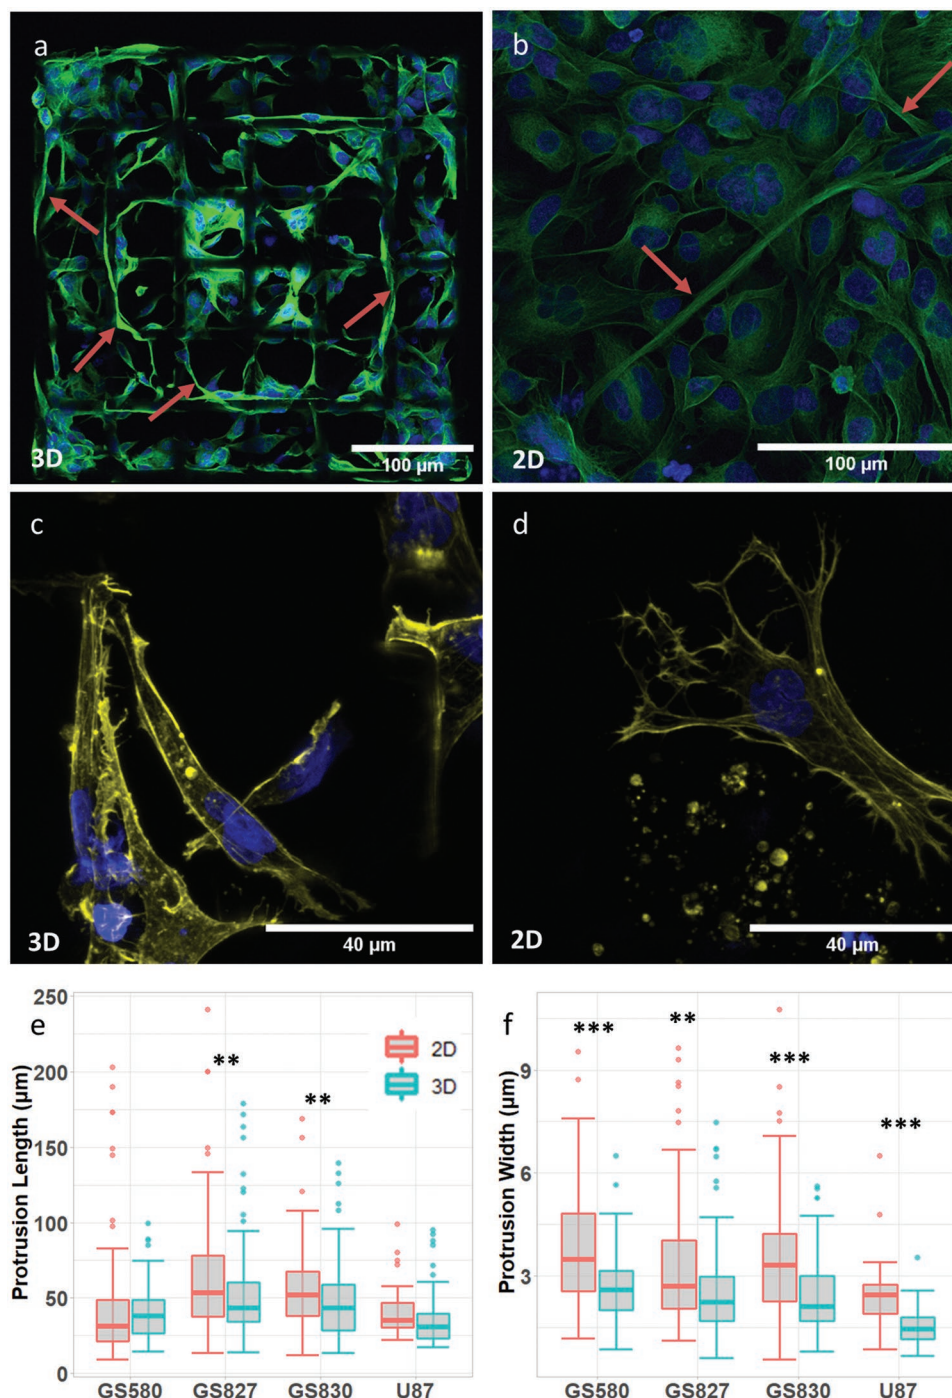 a
b
3D
100 µm
2D
100 µm
c
d
3D
40 µm
2D
40 µm
e
f
Protrusion Length (µm)
250
200
150
100
50
0
**
**
2D
3D
GS580
GS827
GS830
U87
Protrusion Width (µm)
9
6
3
***
**
***
***
GS580
GS827
GS830
U87